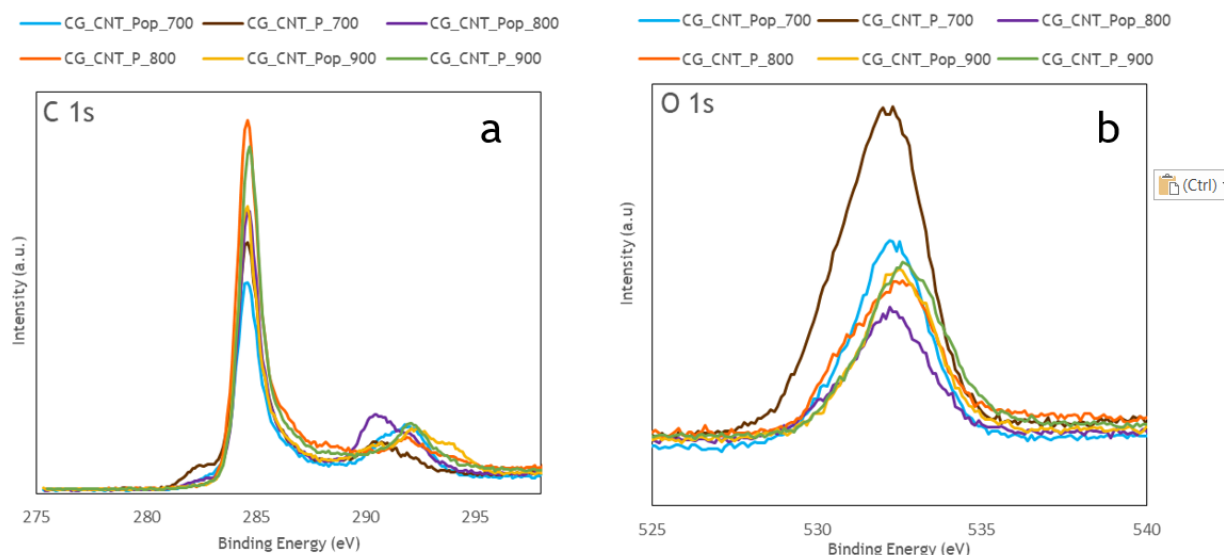 CG_CNT_Pop_700 CG_CNT_P_700 CG_CNT_Pop_800
CG_CNT_P_800 CG_CNT_Pop_900 CG_CNT_P_900
C 1s
a
Intensity (a.u.)
275 280 285 290 295
Binding Energy (eV)
CG_CNT_Pop_700 CG_CNT_P_700 CG_CNT_Pop_800
CG_CNT_P_800 CG_CNT_Pop_900 CG_CNT_P_900
O 1s
b
Intensity (a.u)
525 530 535 540
Binding Energy (eV)
(Ctrl)